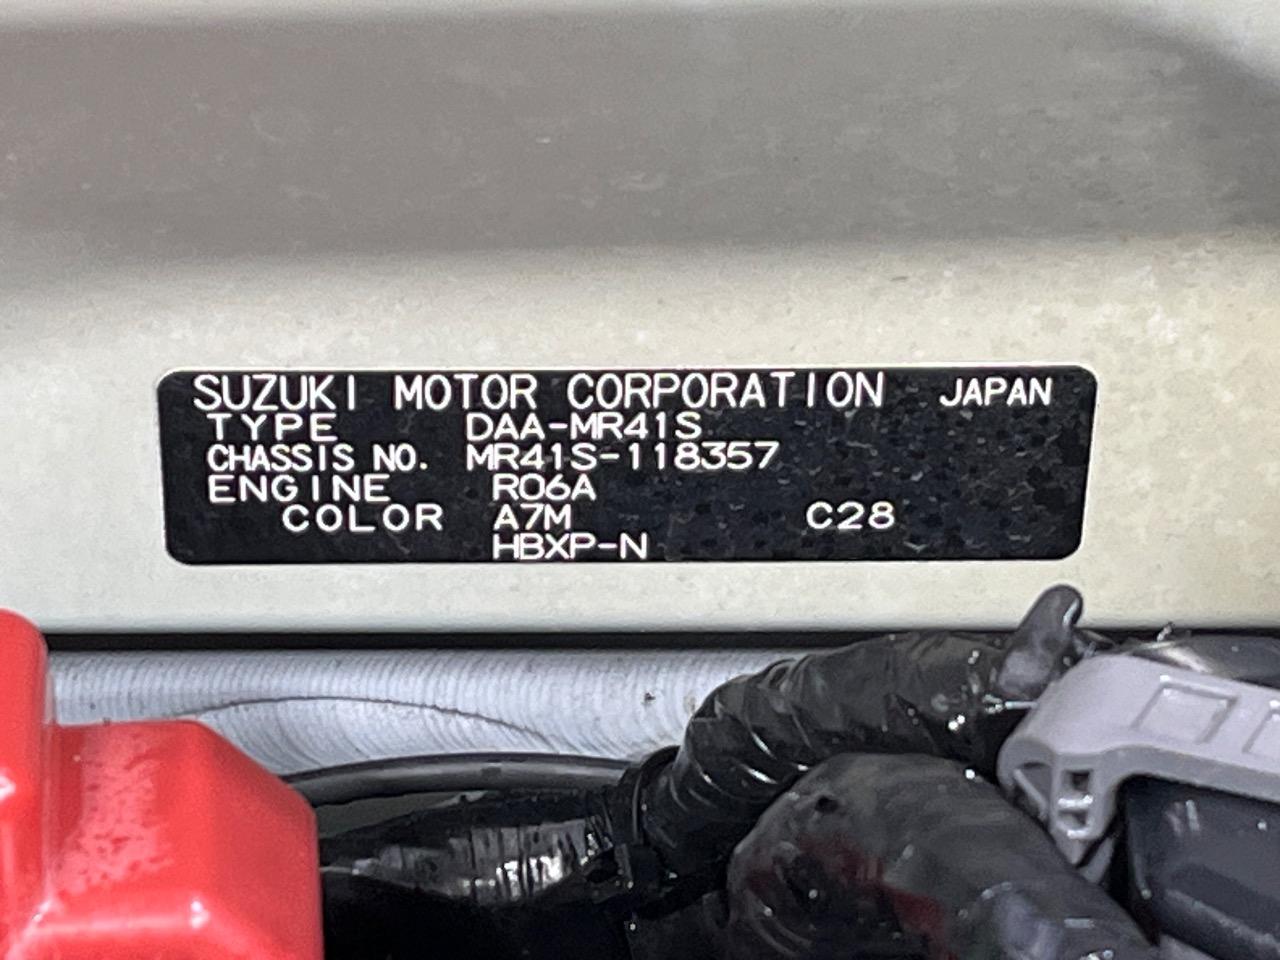 SUZUKI MOTOR CORPORATION JAPAN
TYPE DAA-MR41S
CHASSIS NO. MR41S-118357
ENGINE R06A
COLOR A7M C28
HBXP-N